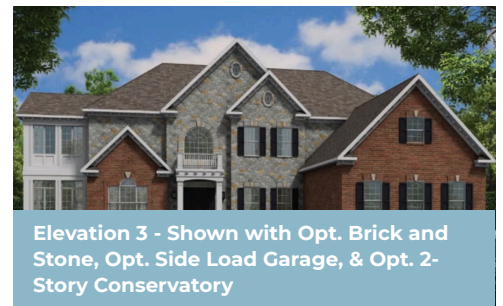 Elevation 3 - Shown with Opt. Brick and
Stone, Opt. Side Load Garage, & Opt. 2-
Story Conservatory